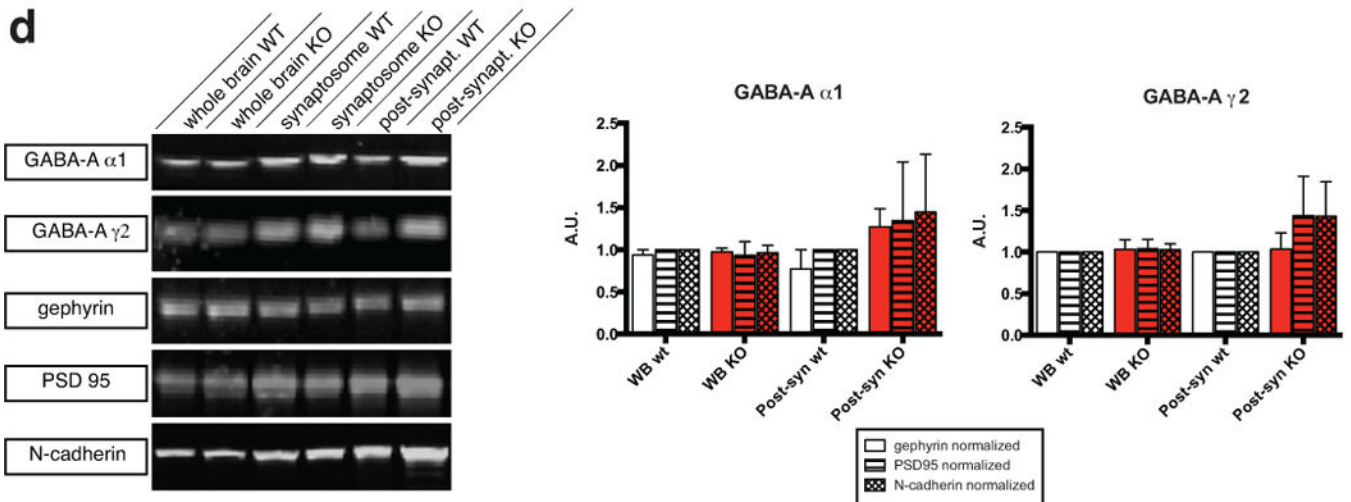 d
whole brain WT
whole brain KO
synaptosome WT
synaptosome KO
post-synapt. WT
post-synapt. KO
GABA-A α1
GABA-A γ2
gephyrin
PSD 95
N-cadherin
GABA-A α1
A.U.
2.5
2.0
1.5
1.0
0.5
0.0
WB wt
WB KO
Post-syn wt
Post-syn KO
GABA-A γ 2
A.U.
2.5
2.0
1.5
1.0
0.5
0.0
WB wt
WB KO
Post-syn wt
Post-syn KO
gephyrin normalized
PSD95 normalized
N-cadherin normalized